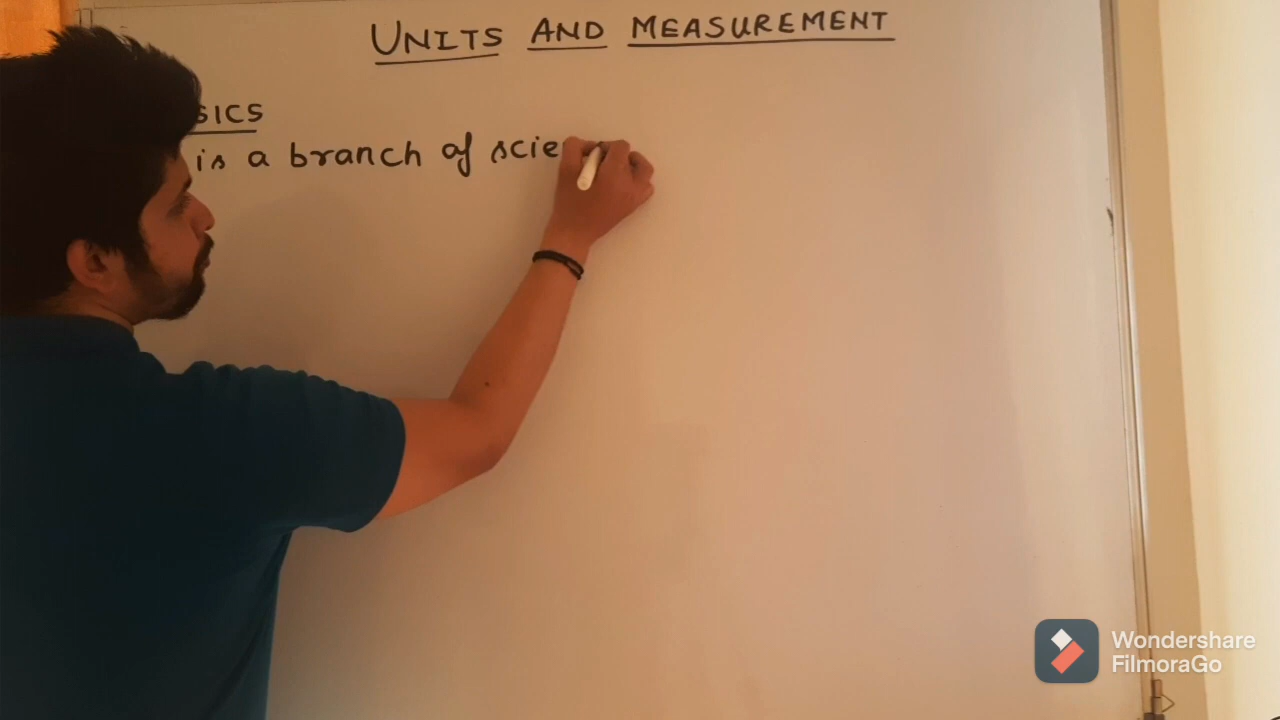 UNITS AND MEASUREMENT
SICS
is a branch of scie
Wondershare
FilmoraGo